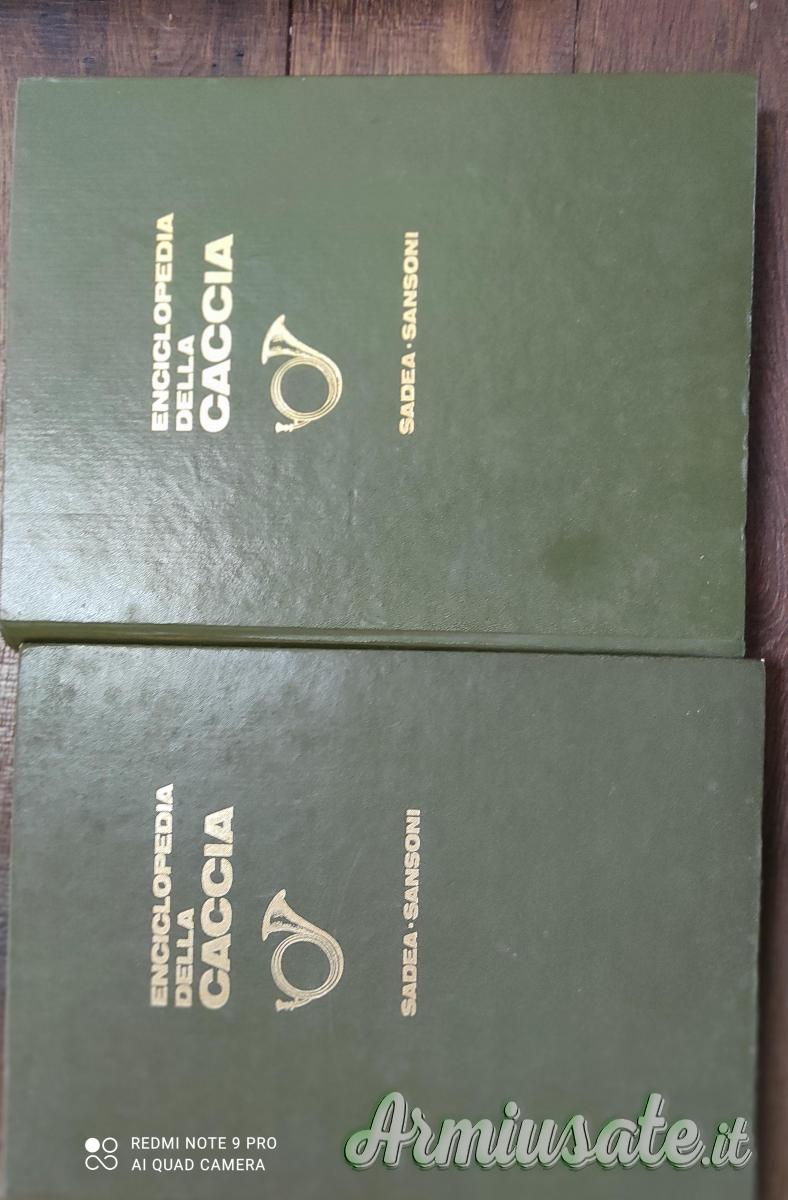 ENCICLOPEDIA
DELLA
CACCIA
SADEA · SANSONI
ENCICLOPEDIA
DELLA
CACCIA
SADEA · SANSONI
REDMI NOTE 9 PRO
AI QUAD CAMERA
Armiusate.it